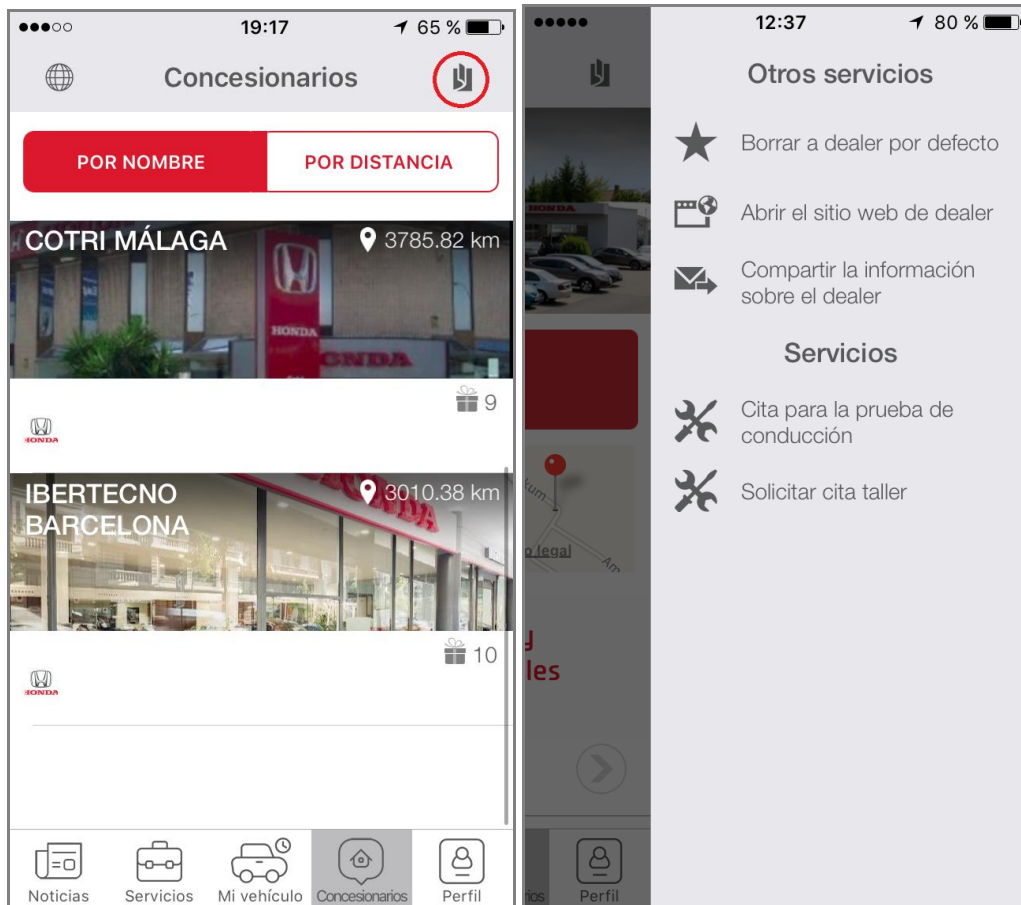 19:17
65 %
Concesionarios
POR NOMBRE
POR DISTANCIA
COTRI MÁLAGA
3785.82 km
HONDA
HONDA
9
HONDA
IBERTECNO
BARCELONA
3010.38 km
HONDA
10
HONDA
Noticias
Servicios
Mi vehículo
Concesionarios
Perfil
12:37
80 %
HONDA
o legal
y
les
ios
Perfil
Otros servicios
Borrar a dealer por defecto
Abrir el sitio web de dealer
Compartir la información
sobre el dealer
Servicios
Cita para la prueba de
conducción
Solicitar cita taller